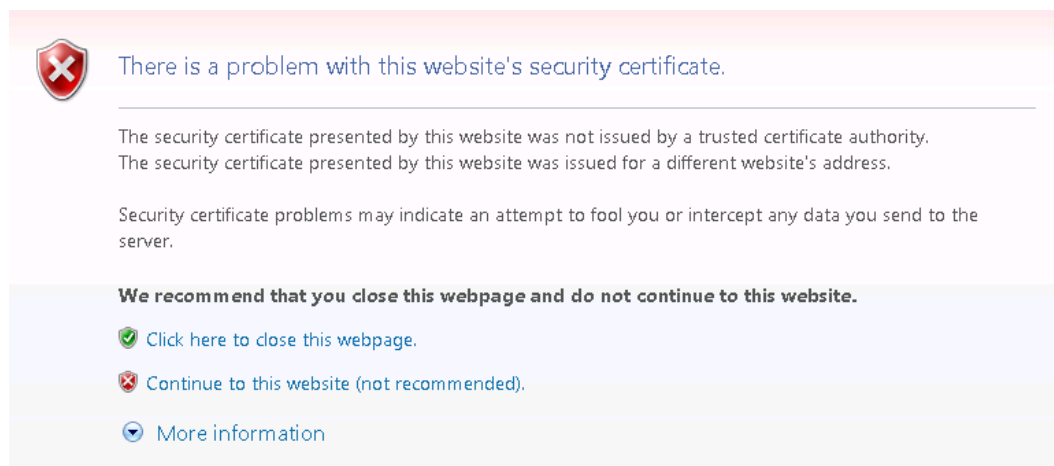 There is a problem with this website's security certificate.
The security certificate presented by this website was not issued by a trusted certificate authority.
The security certificate presented by this website was issued for a different website's address.
Security certificate problems may indicate an attempt to fool you or intercept any data you send to the
server.
We recommend that you close this webpage and do not continue to this website.
Click here to close this webpage.
Continue to this website (not recommended).
More information